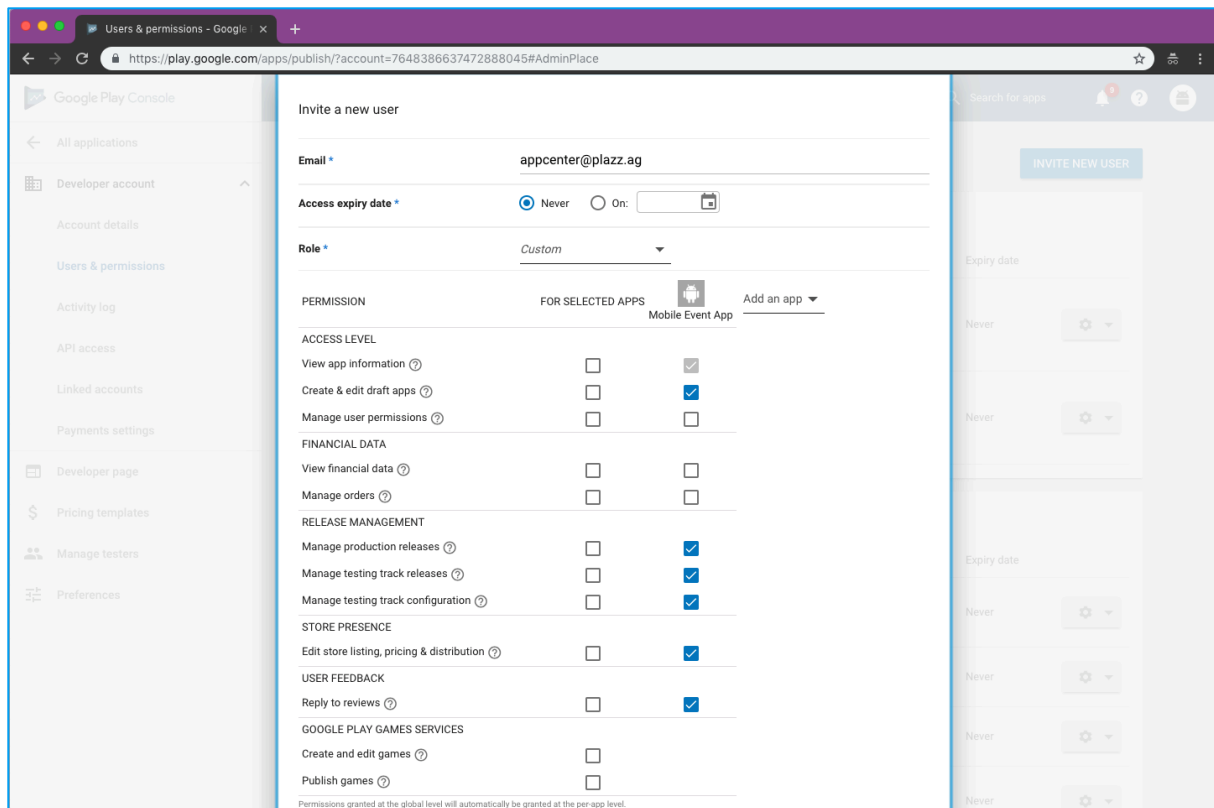 Users & permissions - Google
https://play.google.com/apps/publish/?account=7648386637472888045#AdminPlace
Google Play Console
Search for apps
9
All applications
Developer account
Account details
Users & permissions
Activity log
API access
Linked accounts
Payments settings
Developer page
Pricing templates
Manage testers
Preferences
INVITE NEW USER
Invite a new user
Email * appcenter@plazz.ag
Access expiry date * Never On:
Role * Custom
PERMISSION FOR SELECTED APPS Mobile Event App Add an app
ACCESS LEVEL
View app information
Create & edit draft apps
Manage user permissions
FINANCIAL DATA
View financial data
Manage orders
RELEASE MANAGEMENT
Manage production releases
Manage testing track releases
Manage testing track configuration
STORE PRESENCE
Edit store listing, pricing & distribution
USER FEEDBACK
Reply to reviews
GOOGLE PLAY GAMES SERVICES
Create and edit games
Publish games
Permissions granted at the global level will automatically be granted at the per-app level.
Expiry date
Never
Never
Expiry date
Never
Never
Never
Never